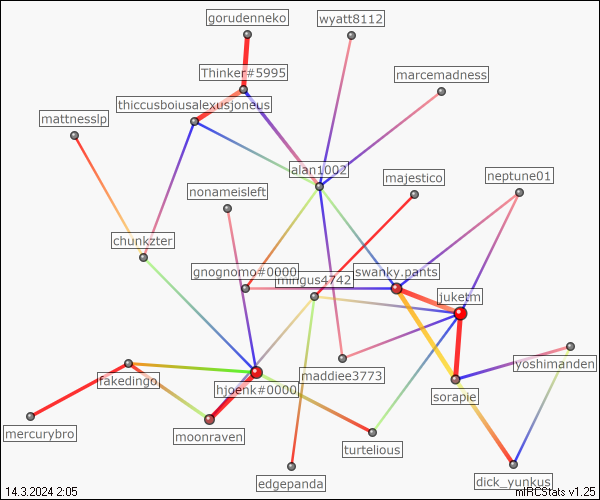 gorudenneko
wyatt8112
Thinker#5995
marcemadness
thiccusboiusalexusjoneus
mattnesslp
alan1002
majestico
neptune01
nonameisleft
chunkzter
gnognomo#0000
swanky.pants
mingus4742
juketm
yoshimanden
maddiee3773
fakedingo
hjoenk#0000
sorapie
mercurybro
moonraven
turtelious
edgepanda
dick_yunkus
14.3.2024 2:05
mIRCStats v1.25